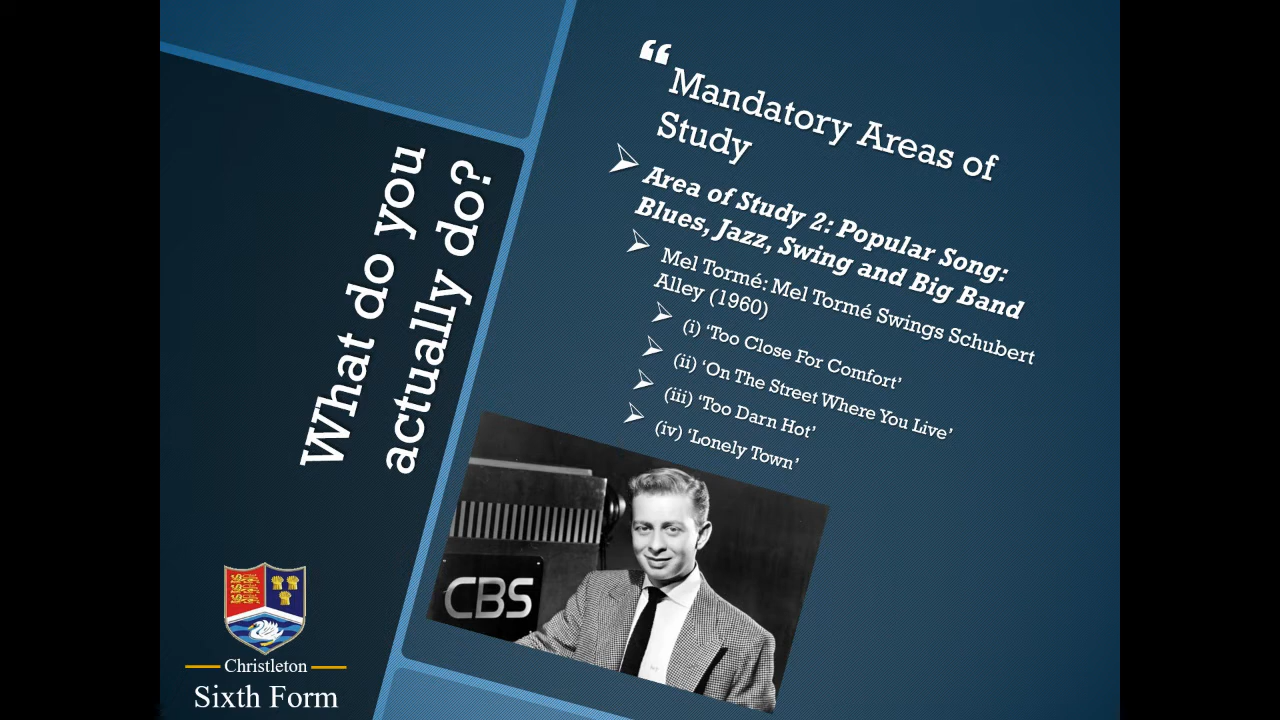 What do you
actually do?
“
Mandatory Areas of
Study
Area of Study 2: Popular Song:
Blues, Jazz, Swing and Big Band
Mel Tormé: Mel Tormé Swings Schubert
Alley (1960)
(i) ‘Too Close For Comfort’
(ii) ‘On The Street Where You Live’
(iii) ‘Too Darn Hot’
(iv) ‘Lonely Town’
CBS
Christleton
Sixth Form